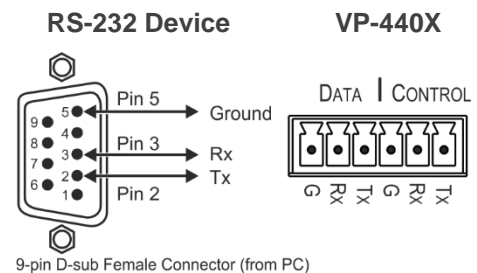 RS-232 Device
VP-440X
Pin 5
Ground
Pin 3
Rx
Tx
Pin 2
5
9
4
8
3
7
2
6
1
DATA | CONTROL
G Rx Tx G Rx Tx
9-pin D-sub Female Connector (from PC)